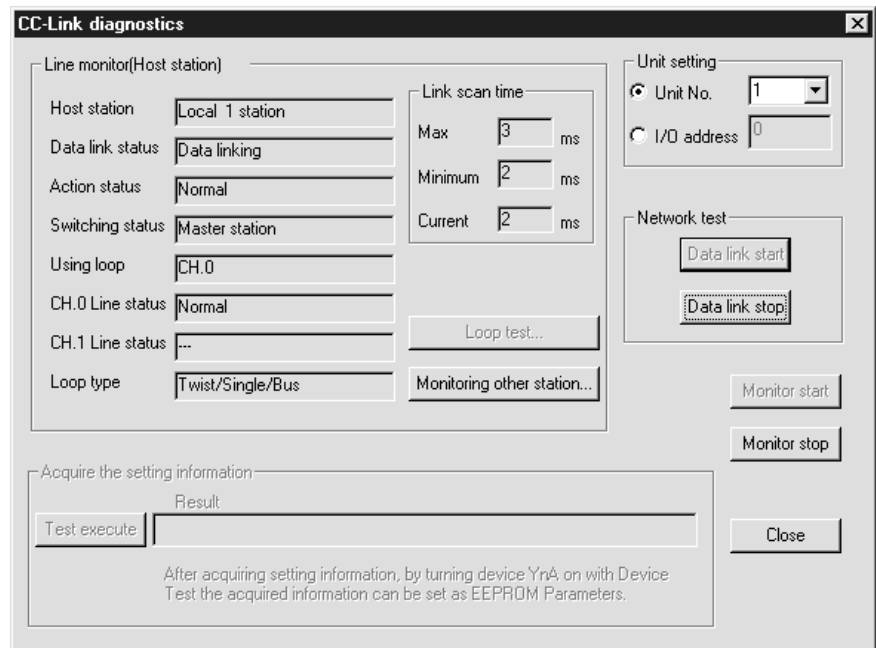 CC-Link diagnostics
Line monitor(Host station)
Host station Local 1 station
Data link status Data linking
Action status Normal
Switching status Master station
Using loop CH.0
CH.0 Line status Normal
CH.1 Line status ---
Loop type Twist/Single/Bus
Link scan time
Max 3 ms
Minimum 2 ms
Current 2 ms
Loop test...
Monitoring other station...
Unit setting
Unit No. 1
I/O address 0
Network test
Data link start
Data link stop
Monitor start
Monitor stop
Acquire the setting information
Result
Test execute
After acquiring setting information, by turning device YnA on with Device
Test the acquired information can be set as EEPROM Parameters.
Close